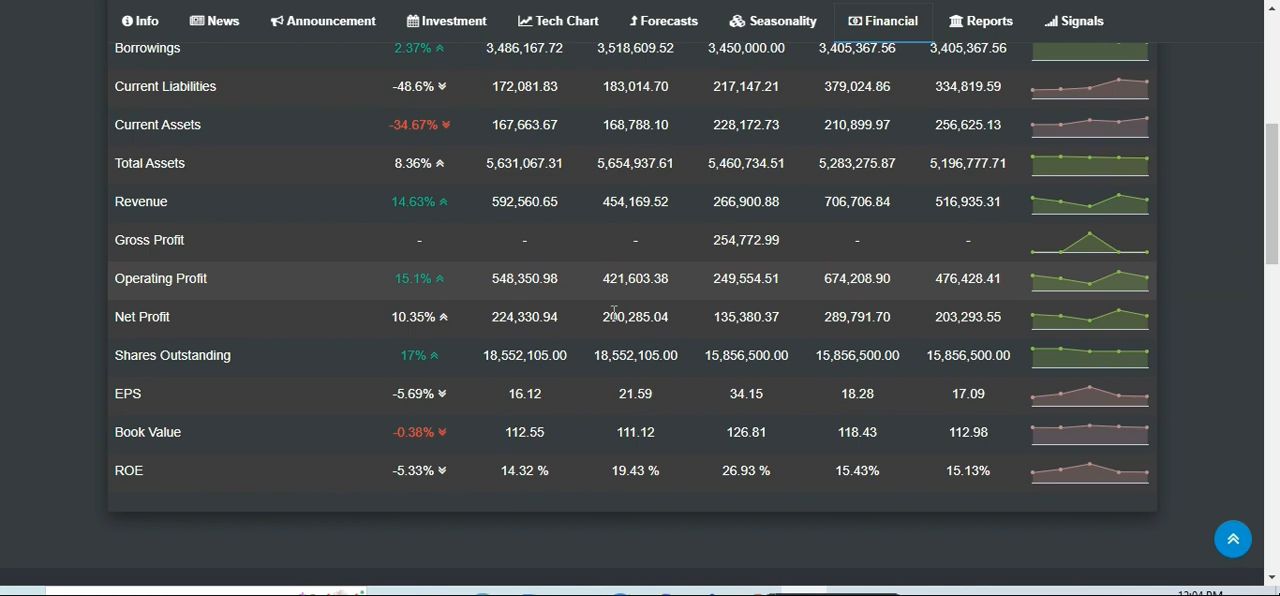 Info News Announcement Investment Tech Chart Forecasts Seasonality Financial Reports Signals
Borrowings 2.37% 3,486,167.72 3,518,609.52 3,450,000.00 3,405,367.56 3,405,367.56
Current Liabilities -48.6% 172,081.83 183,014.70 217,147.21 379,024.86 334,819.59
Current Assets -34.67% 167,663.67 168,788.10 228,172.73 210,899.97 256,625.13
Total Assets 8.36% 5,631,067.31 5,654,937.61 5,460,734.51 5,283,275.87 5,196,777.71
Revenue 14.63% 592,560.65 454,169.52 266,900.88 706,706.84 516,935.31
Gross Profit - - - 254,772.99 - -
Operating Profit 15.1% 548,350.98 421,603.38 249,554.51 674,208.90 476,428.41
Net Profit 10.35% 224,330.94 200,285.04 135,380.37 289,791.70 203,293.55
Shares Outstanding 17% 18,552,105.00 18,552,105.00 15,856,500.00 15,856,500.00 15,856,500.00
EPS -5.69% 16.12 21.59 34.15 18.28 17.09
Book Value -0.38% 112.55 111.12 126.81 118.43 112.98
ROE -5.33% 14.32 % 19.43 % 26.93 % 15.43% 15.13%
12:04 PM